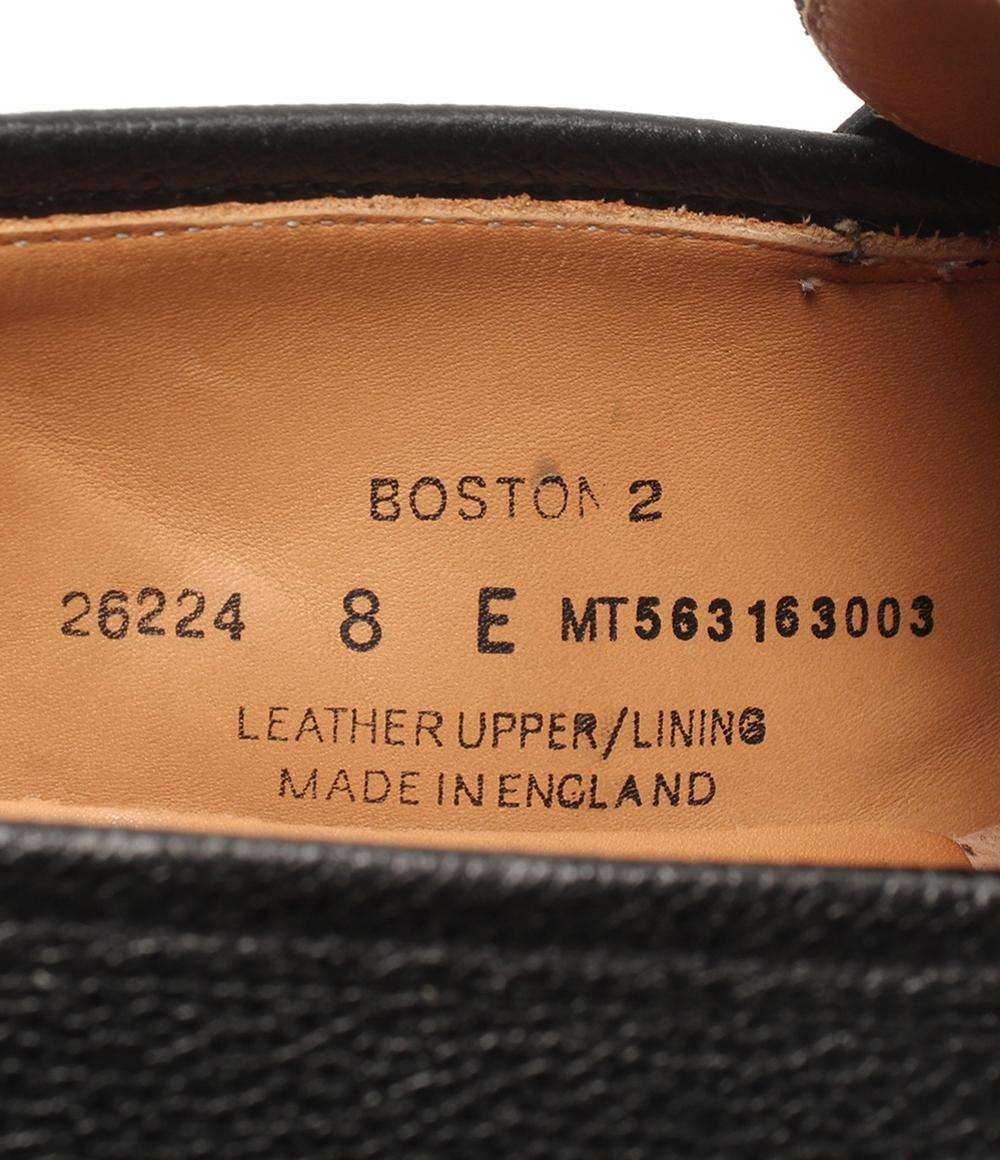 BOSTON 2
26224 8 E MT563163003
LEATHER UPPER/LINING
MADE IN ENGLAND